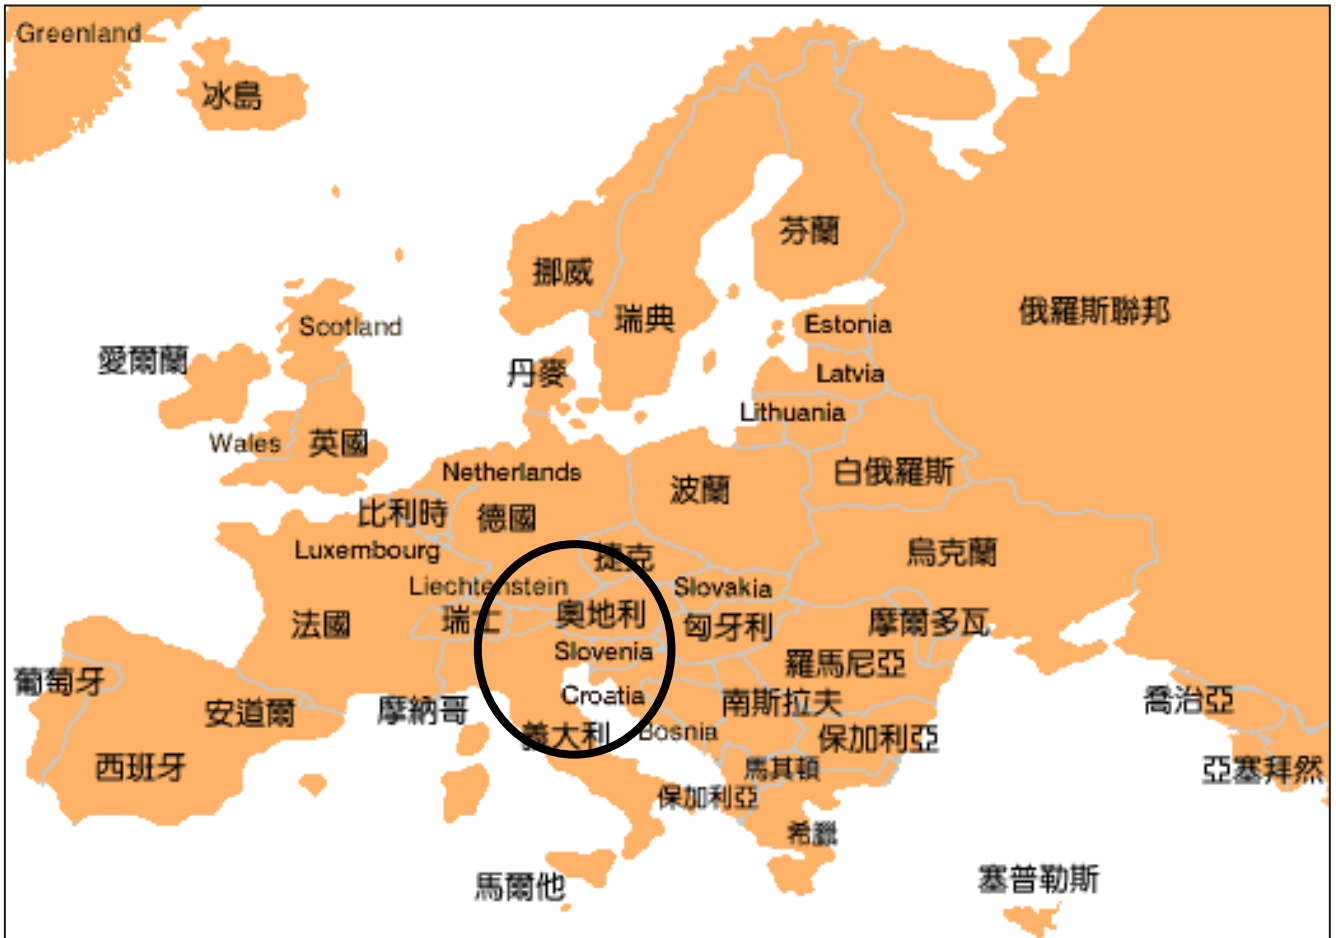 Greenland
冰島
芬蘭
挪威
瑞典
俄羅斯聯邦
Scotland
Estonia
愛爾蘭
丹麥
Latvia
Lithuania
Wales
英國
Netherlands
波蘭
白俄羅斯
比利時
德國
Luxembourg
捷克
烏克蘭
Liechtenstein
Slovakia
法國
瑞士
奧地利
匈牙利
摩爾多瓦
Slovenia
羅馬尼亞
葡萄牙
Croatia
南斯拉夫
喬治亞
安道爾
摩納哥
義大利
Bosnia
保加利亞
西班牙
馬其頓
亞塞拜然
保加利亞
希臘
馬爾他
塞普勒斯